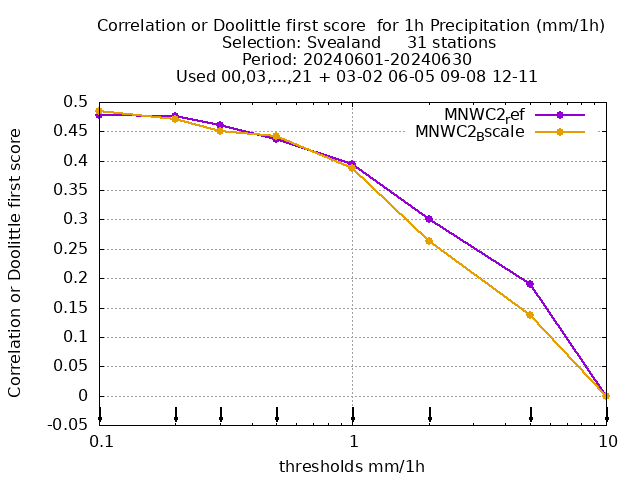 Correlation or Doolittle first score  for 1h Precipitation (mm/1h)
Selection: Svealand     31 stations
Period: 20240601-20240630
Used 00,03,...,21 + 03-02 06-05 09-08 12-11
MNWC2ref
MNWC2Bscale
Correlation or Doolittle first score
0.5
0.45
0.4
0.35
0.3
0.25
0.2
0.15
0.1
0.05
0
-0.05
0.1
1
10
thresholds mm/1h